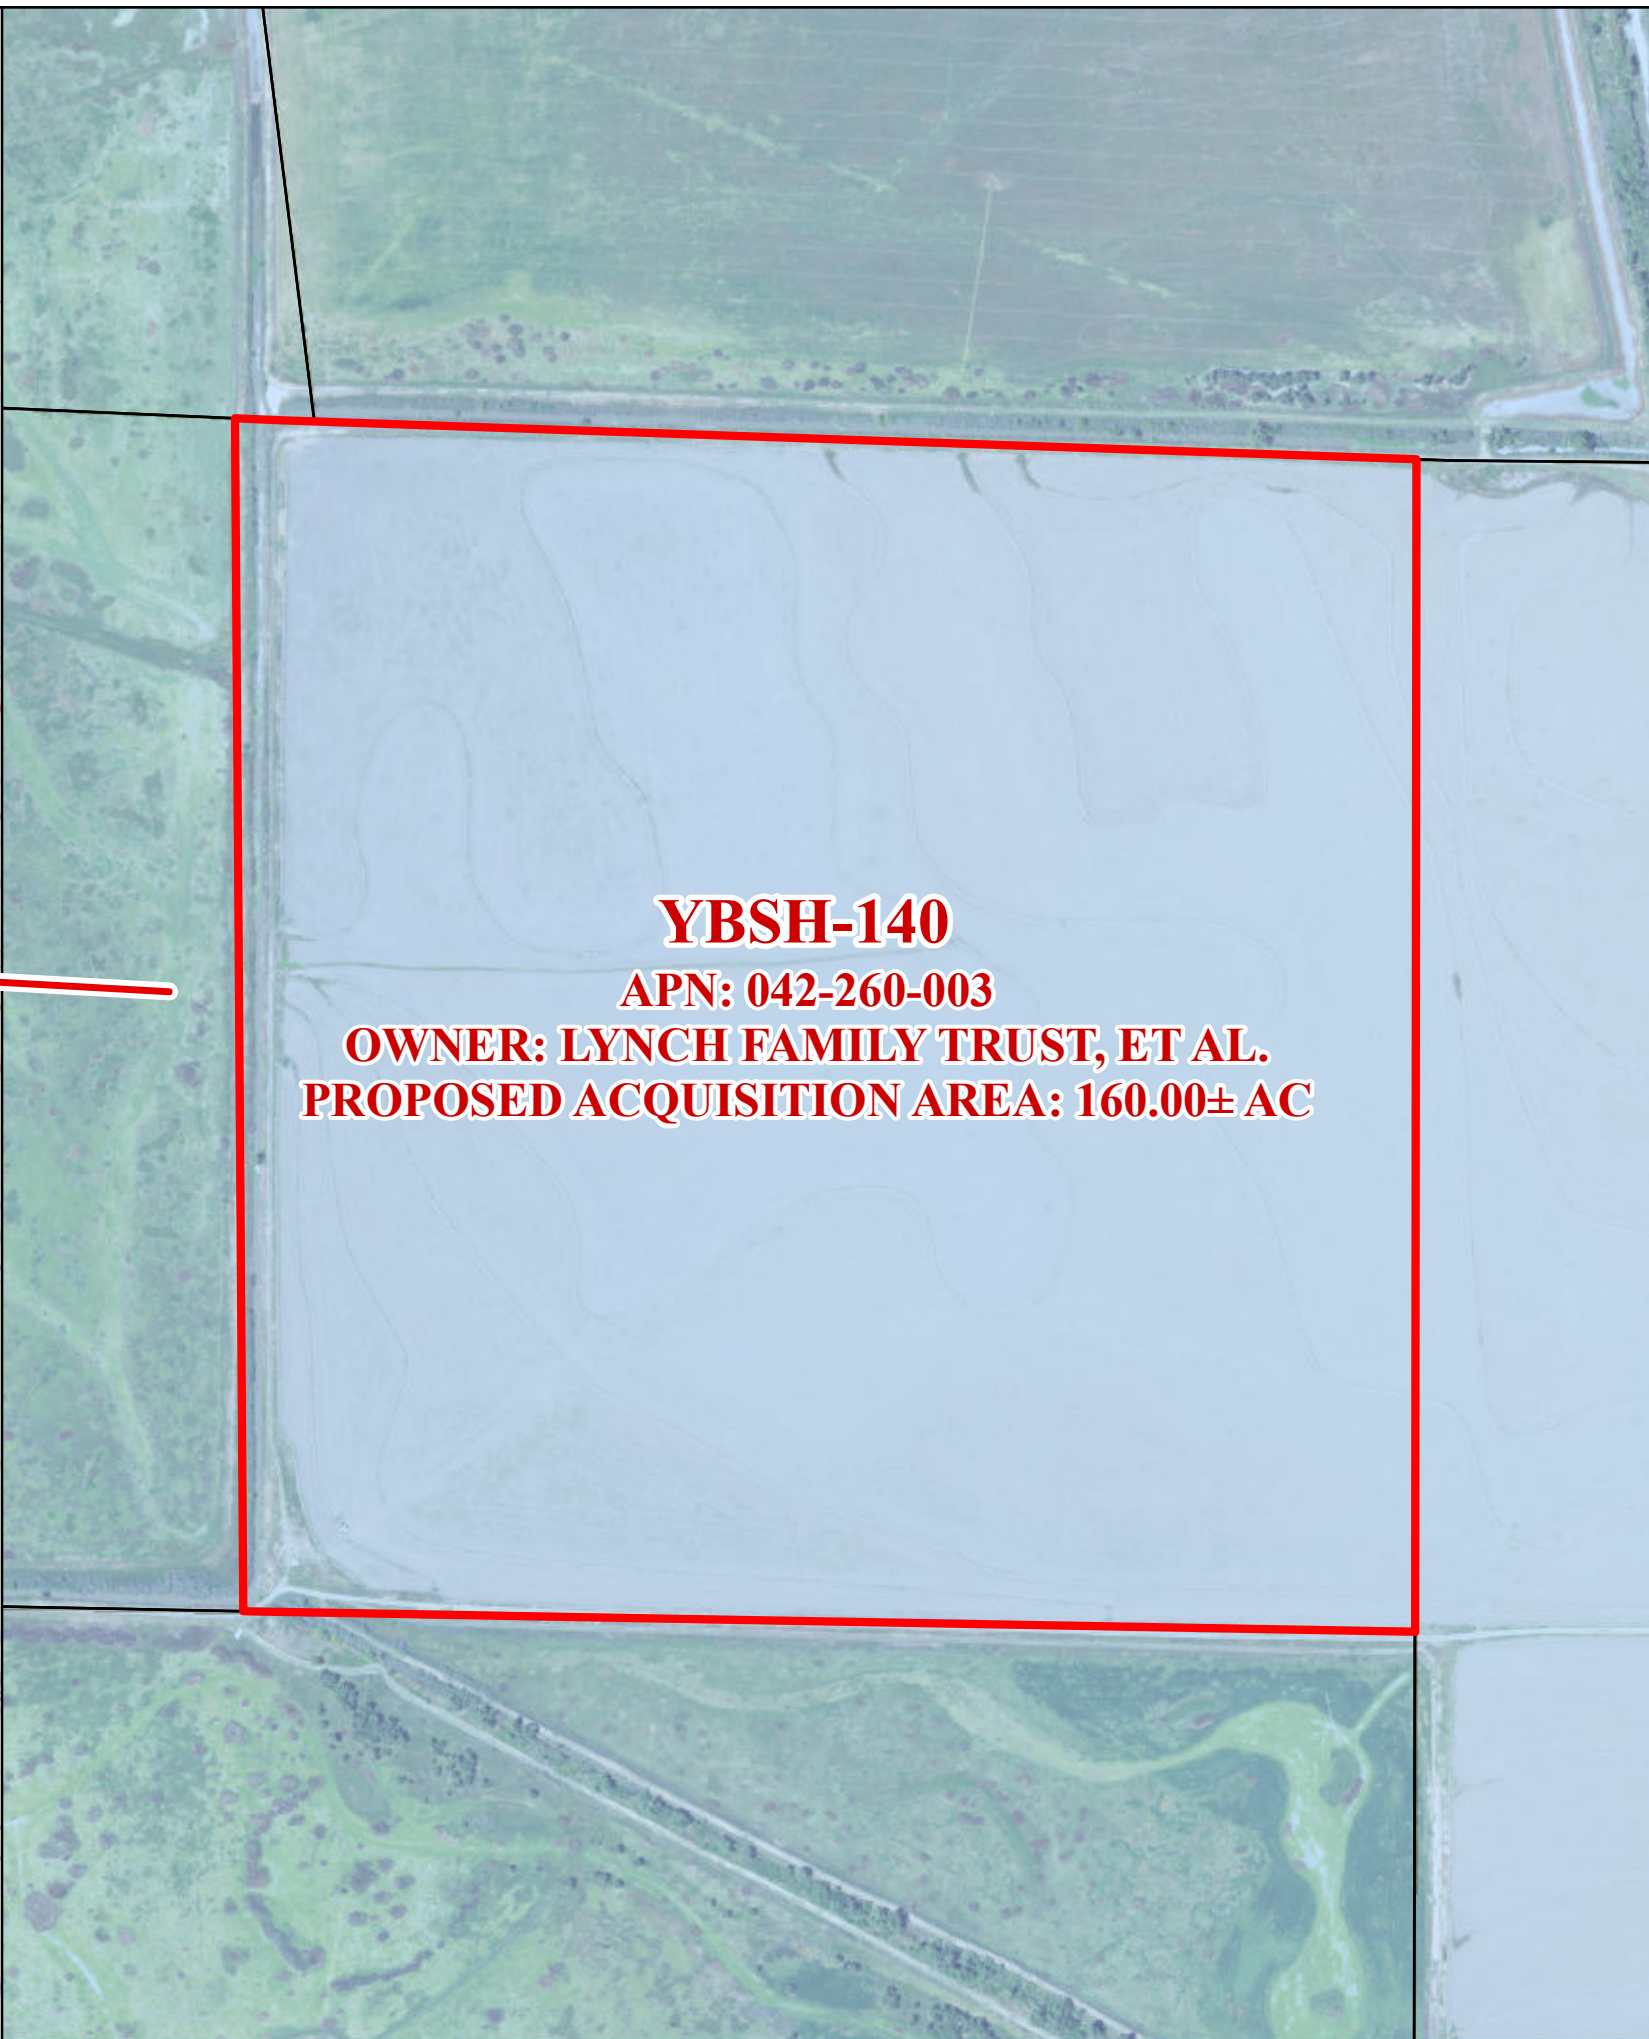 YBSH-140
APN: 042-260-003
OWNER: LYNCH FAMILY TRUST, ET AL.
PROPOSED ACQUISITION AREA: 160.00± AC